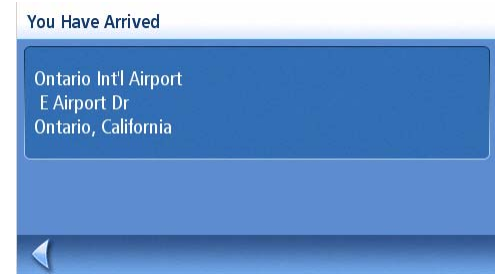 You Have Arrived
Ontario Int'l Airport
E Airport Dr
Ontario, California